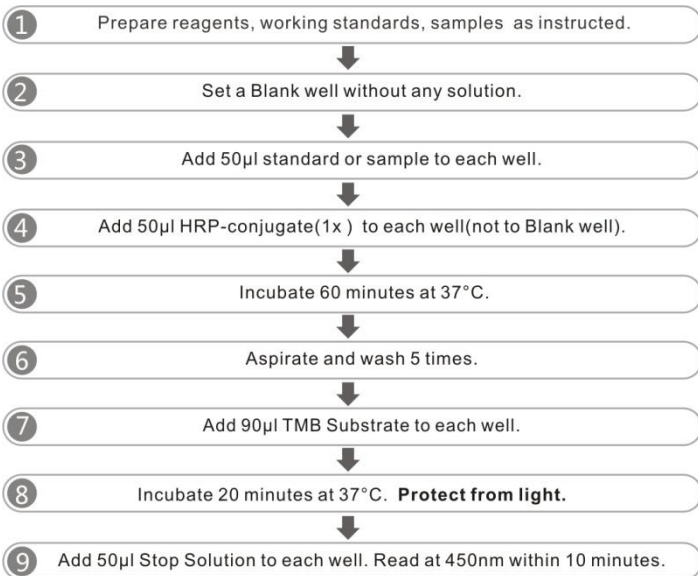 1 Prepare reagents, working standards, samples as instructed.
2 Set a Blank well without any solution.
3 Add 50μl standard or sample to each well.
4 Add 50μl HRP-conjugate(1x ) to each well(not to Blank well).
5 Incubate 60 minutes at 37°C.
6 Aspirate and wash 5 times.
7 Add 90μl TMB Substrate to each well.
8 Incubate 20 minutes at 37°C. Protect from light.
9 Add 50μl Stop Solution to each well. Read at 450nm within 10 minutes.